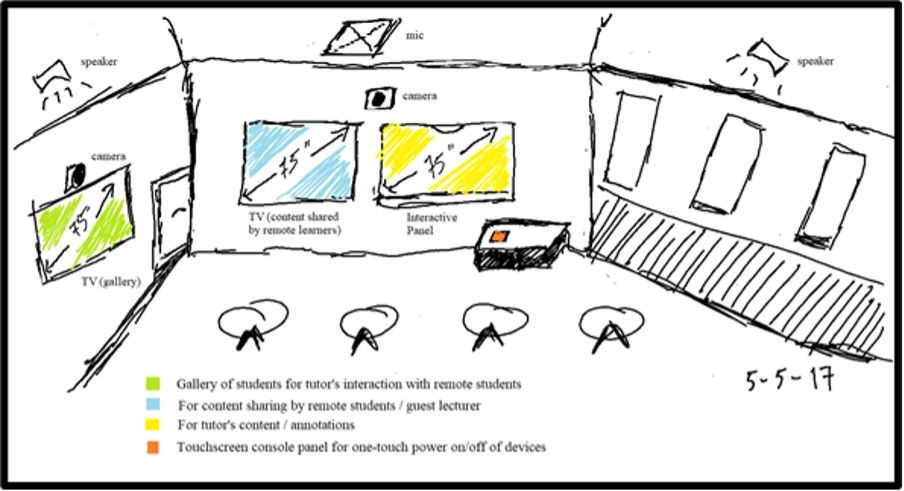 mic
speaker
speaker
camera
camera
75"
75"
75"
TV (content shared
by remote learners)
Interactive
Panel
TV (gallery)
5-5-17
Gallery of students for tutor's interaction with remote students
For content sharing by remote students / guest lecturer
For tutor's content / annotations
Touchscreen console panel for one-touch power on/off of devices